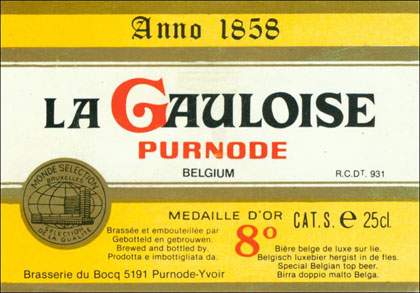 Anno 1858
LA GAULOISE
PURNODE
BELGIUM
R.C.DT. 931
MONDE SELECTION
BRUXELLES
SELECTION
DE LA QUALITE
MEDAILLE D'OR
CAT.S. e 25cl.
Brassée et embouteillée par
Gebotteld en gebrouwen:
Brewed and bottled by.
Prodotta e imbottigliata da.
8°
Bière belge de luxe sur lie.
Belgisch luxebier hergist in de fles.
Special Belgian top beer.
Birra doppio malto Belga.
Brasserie du Bocq 5191 Purnode-Yvoir